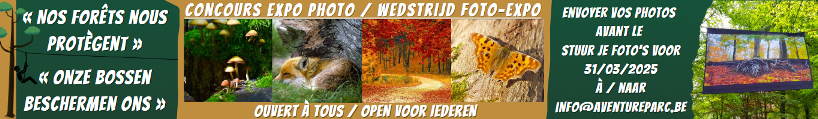 « NOS FORÊTS NOUS
PROTÈGENT »
« ONZE BOSSEN
BESCHERMEN ONS »
CONCOURS EXPO PHOTO / WEDSTRIJD FOTO-EXPO
OUVERT À TOUS / OPEN VOOR IEDEREN
ENVOYER VOS PHOTOS
AVANT LE
STUUR JE FOTO'S VOOR
31/03/2025
À / NAAR
INFO@AVENTUREPARC.BE